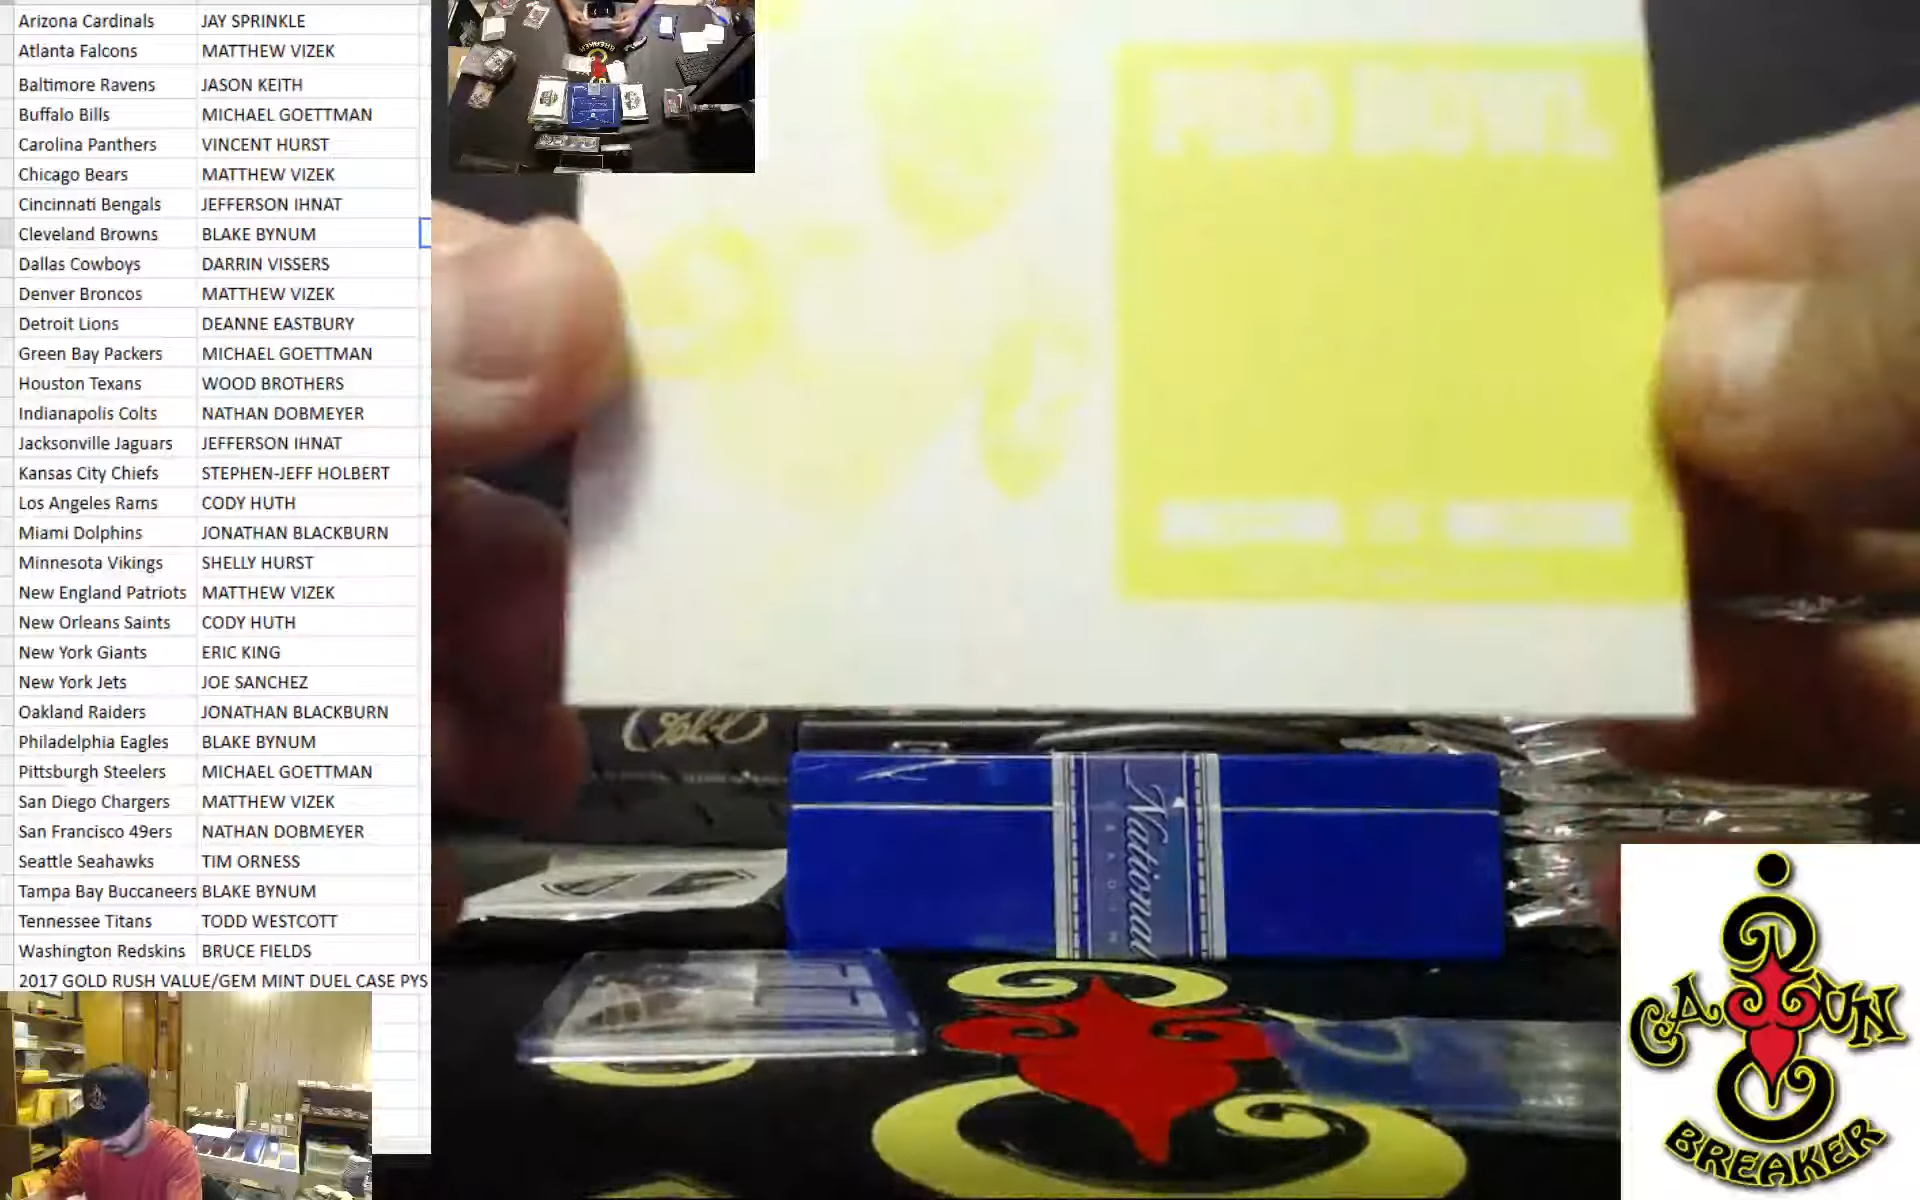 Arizona Cardinals JAY SPRINKLE
Atlanta Falcons MATTHEW VIZEK
Baltimore Ravens JASON KEITH
Buffalo Bills MICHAEL GOETTMAN
Carolina Panthers VINCENT HURST
Chicago Bears MATTHEW VIZEK
Cincinnati Bengals JEFFERSON IHNAT
Cleveland Browns BLAKE BYNUM
Dallas Cowboys DARRIN VISSERS
Denver Broncos MATTHEW VIZEK
Detroit Lions DEANNE EASTBURY
Green Bay Packers MICHAEL GOETTMAN
Houston Texans WOOD BROTHERS
Indianapolis Colts NATHAN DOBMEYER
Jacksonville Jaguars JEFFERSON IHNAT
Kansas City Chiefs STEPHEN-JEFF HOLBERT
Los Angeles Rams CODY HUTH
Miami Dolphins JONATHAN BLACKBURN
Minnesota Vikings SHELLY HURST
New England Patriots MATTHEW VIZEK
New Orleans Saints CODY HUTH
New York Giants ERIC KING
New York Jets JOE SANCHEZ
Oakland Raiders JONATHAN BLACKBURN
Philadelphia Eagles BLAKE BYNUM
Pittsburgh Steelers MICHAEL GOETTMAN
San Diego Chargers MATTHEW VIZEK
San Francisco 49ers NATHAN DOBMEYER
Seattle Seahawks TIM ORNESS
Tampa Bay Buccaneers BLAKE BYNUM
Tennessee Titans TODD WESTCOTT
Washington Redskins BRUCE FIELDS
2017 GOLD RUSH VALUE/GEM MINT DUEL CASE PYS
BREAKER
PRO BOWL
National
CAJUN
BREAKER